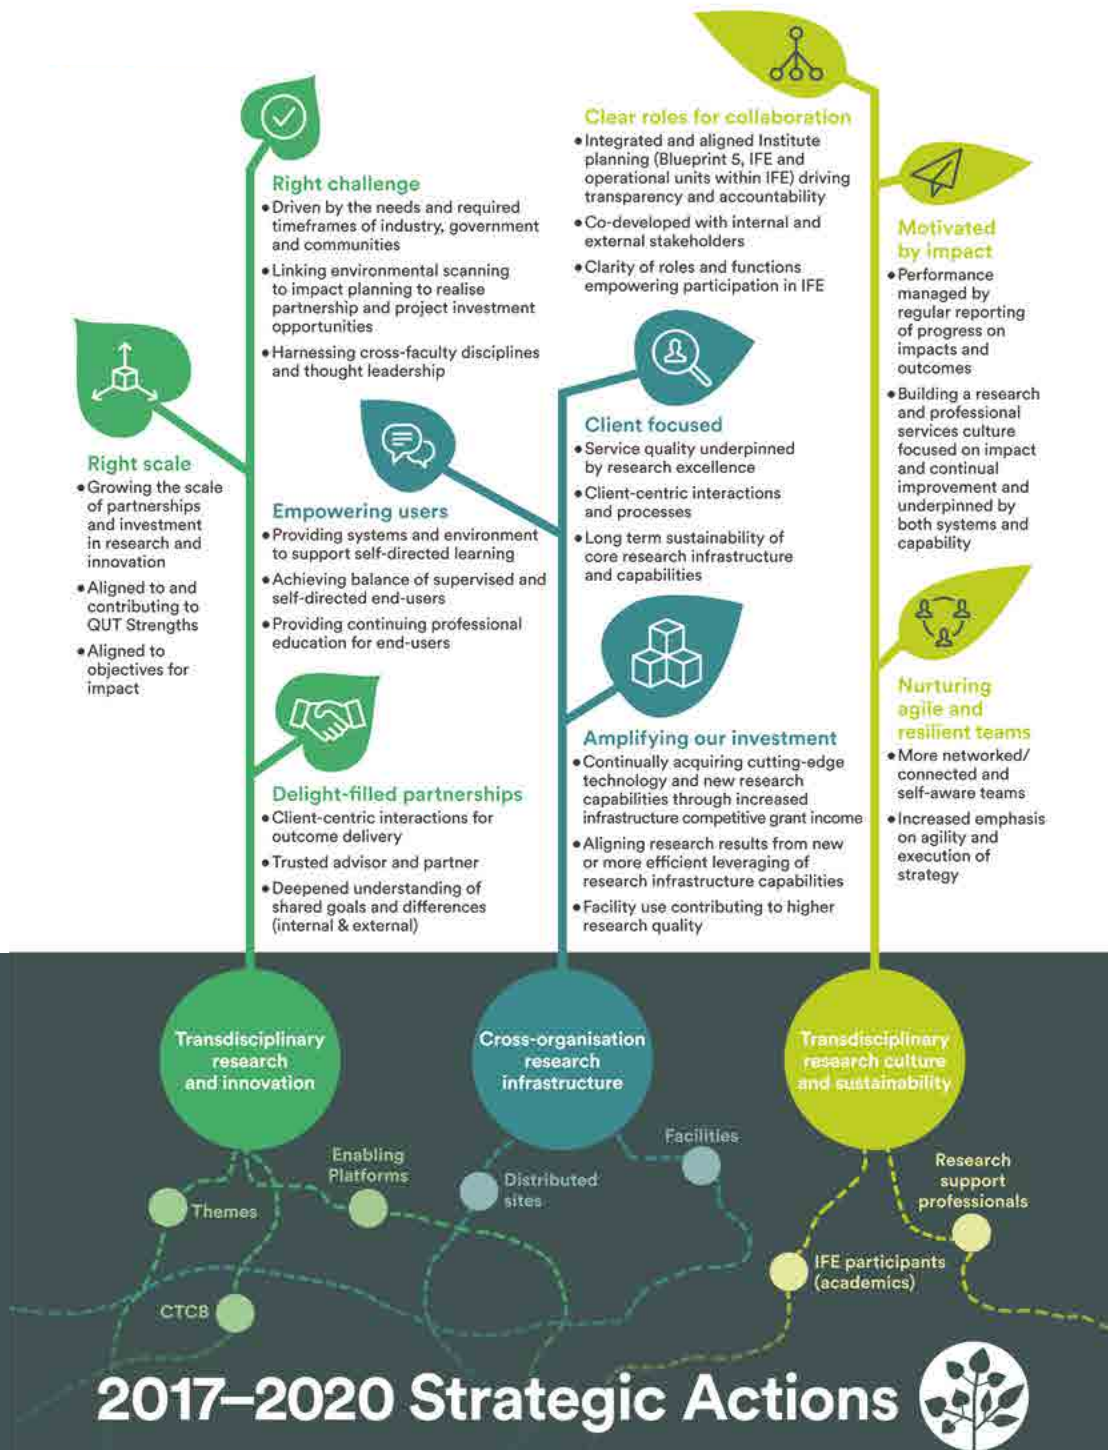 Right challenge
• Driven by the needs and required
timeframes of industry, government
and communities
• Linking environmental scanning
to impact planning to realise
partnership and project investment
opportunities
• Harnessing cross-faculty disciplines
and thought leadership
Right scale
• Growing the scale
of partnerships
and investment
in research and
innovation
• Aligned to and
contributing to
QUT Strengths
• Aligned to
objectives for
impact
Delight-filled partnerships
• Client-centric interactions for
outcome delivery
• Trusted advisor and partner
• Deepened understanding of
shared goals and differences
(internal & external)
Empowering users
• Providing systems and environment
to support self-directed learning
• Achieving balance of supervised and
self-directed end-users
• Providing continuing professional
education for end-users
Client focused
• Service quality underpinned
by research excellence
• Client-centric interactions
and processes
• Long term sustainability of
core research infrastructure
and capabilities
Amplifying our investment
• Continually acquiring cutting-edge
technology and new research
capabilities through increased
infrastructure competitive grant income
• Aligning research results from new
or more efficient leveraging of
research infrastructure capabilities
• Facility use contributing to higher
research quality
Clear roles for collaboration
• Integrated and aligned Institute
planning (Blueprint 5, IFE and
operational units within IFE) driving
transparency and accountability
• Co-developed with internal and
external stakeholders
• Clarity of roles and functions
empowering participation in IFE
Motivated
by impact
• Performance
managed by
regular reporting
of progress on
impacts and
outcomes
• Building a research
and professional
services culture
focused on impact
and continual
improvement and
underpinned by
both systems and
capability
Nurturing
agile and
resilient teams
• More networked/
connected and
self-aware teams
• Increased emphasis
on agility and
execution of
strategy
Transdisciplinary
research
and innovation
Cross-organisation
research
infrastructure
Transdisciplinary
research culture
and sustainability
Enabling
Platforms
Themes
CTCB
Distributed
sites
Facilities
Research
support
professionals
IFE participants
(academics)
2017–2020 Strategic Actions